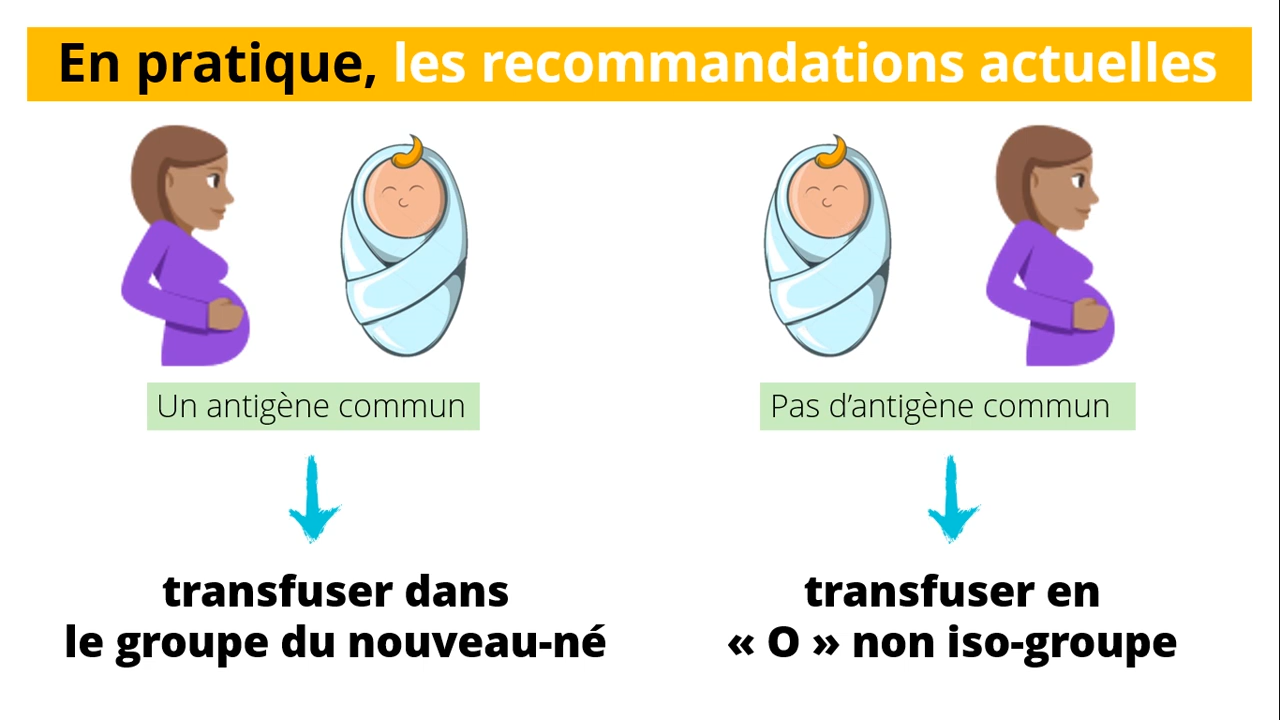 En pratique, les recommandations actuelles
Un antigène commun
Pas d’antigène commun
transfuser dans
le groupe du nouveau-né
transfuser en
« O » non iso-groupe